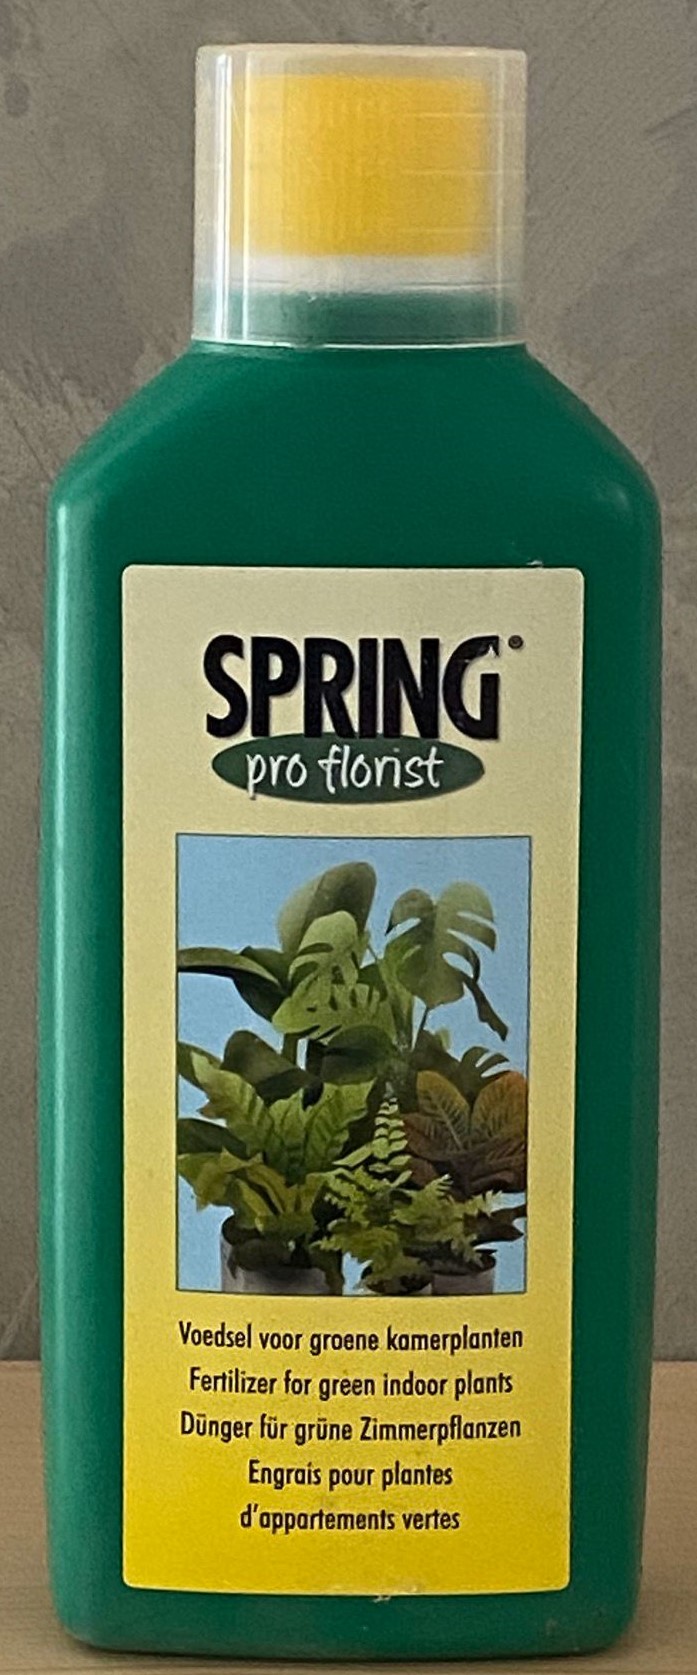 SPRING®
pro florist
Voedsel voor groene kamerplanten
Fertilizer for green indoor plants
Dünger für grüne Zimmerpflanzen
Engrais pour plantes
d'appartements vertes